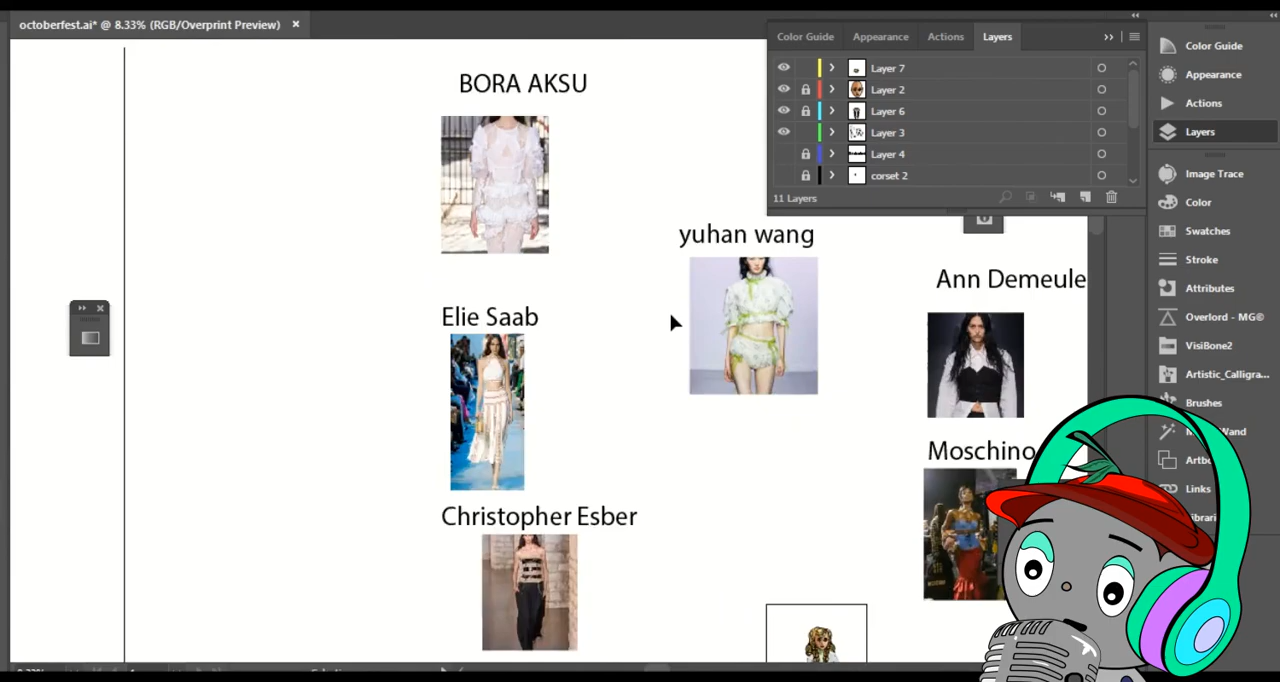 octoberfest.ai* @ 8.33% (RGB/Overprint Preview) ×
Color Guide Appearance Actions Layers
Layer 7
Layer 2
Layer 6
Layer 3
Layer 4
corset 2
11 Layers
Color Guide
Appearance
Actions
Layers
Image Trace
Color
Swatches
Stroke
Attributes
Overlord - MG®
VisiBone2
Artistic_Calligra...
Brushes
Wand
Links
BORA AKSU
yuhan wang
Ann Demeule
Elie Saab
Moschino
Christopher Esber